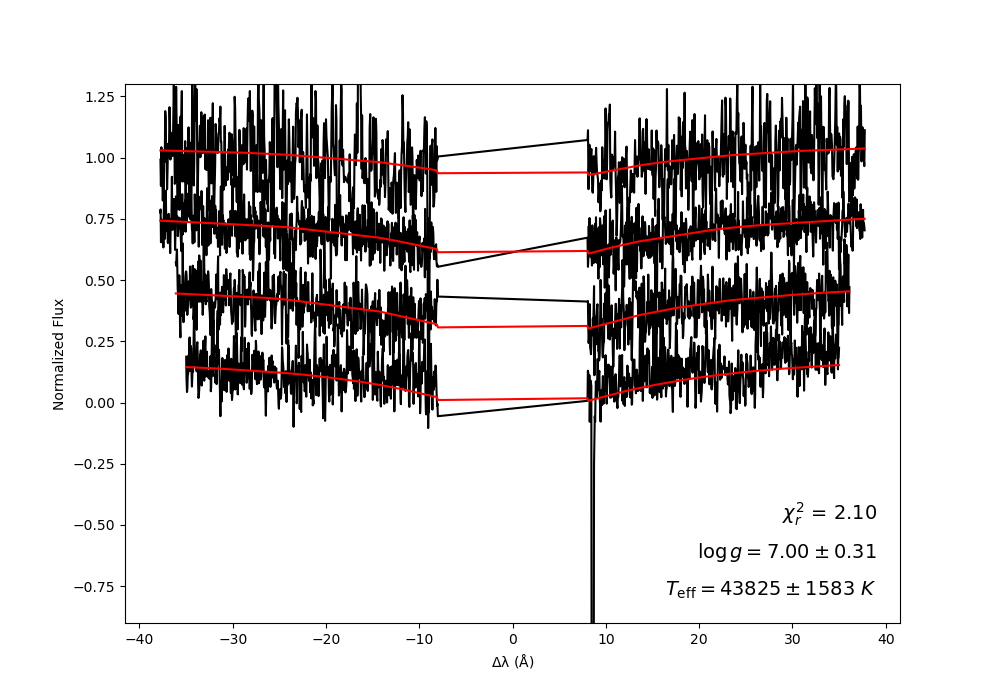 1.25
1.00
0.75
0.50
0.25
0.00
−0.25
−0.50
−0.75
Normalized Flux
χ²ᵣ = 2.10
log g = 7.00 ± 0.31
T_eff = 43825 ± 1583 K
−40 −30 −20 −10 0 10 20 30 40
Δλ (Å)